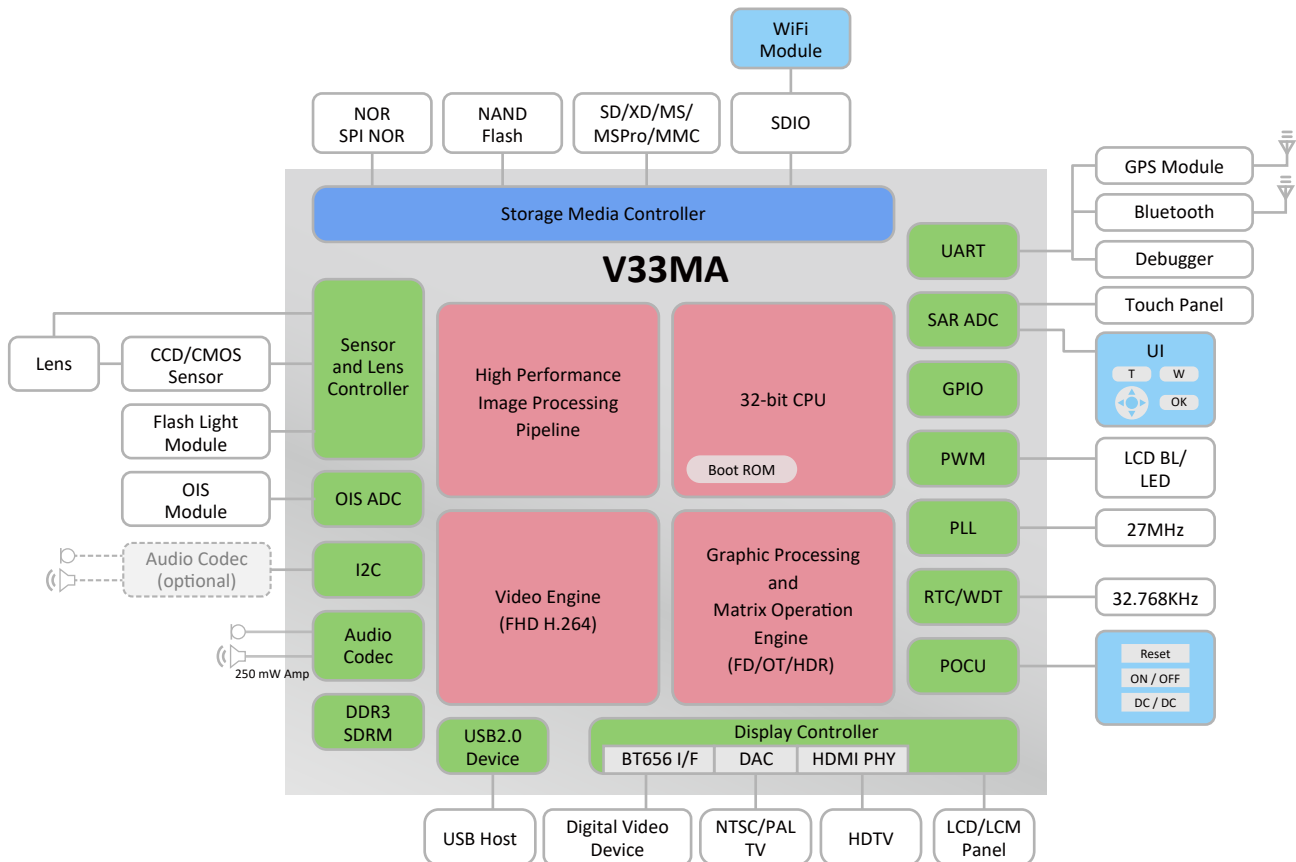 WiFi
Module
NOR
SPI NOR
NAND
Flash
SD/XD/MS/
MSPro/MMC
SDIO
Storage Media Controller
V33MA
GPS Module
Bluetooth
Debugger
Touch Panel
UART
SAR ADC
GPIO
PWM
PLL
RTC/WDT
POCU
UI
T
W
OK
LCD BL/
LED
27MHz
32.768KHz
Reset
ON / OFF
DC / DC
Lens
CCD/CMOS
Sensor
Flash Light
Module
OIS
Module
Audio Codec
(optional)
250 mW Amp
Sensor
and Lens
Controller
OIS ADC
I2C
Audio
Codec
DDR3
SDRM
High Performance
Image Processing
Pipeline
32-bit CPU
Boot ROM
Video Engine
(FHD H.264)
Graphic Processing
and
Matrix Operation
Engine
(FD/OT/HDR)
USB2.0
Device
Display Controller
BT656 I/F
DAC
HDMI PHY
USB Host
Digital Video
Device
NTSC/PAL
TV
HDTV
LCD/LCM
Panel